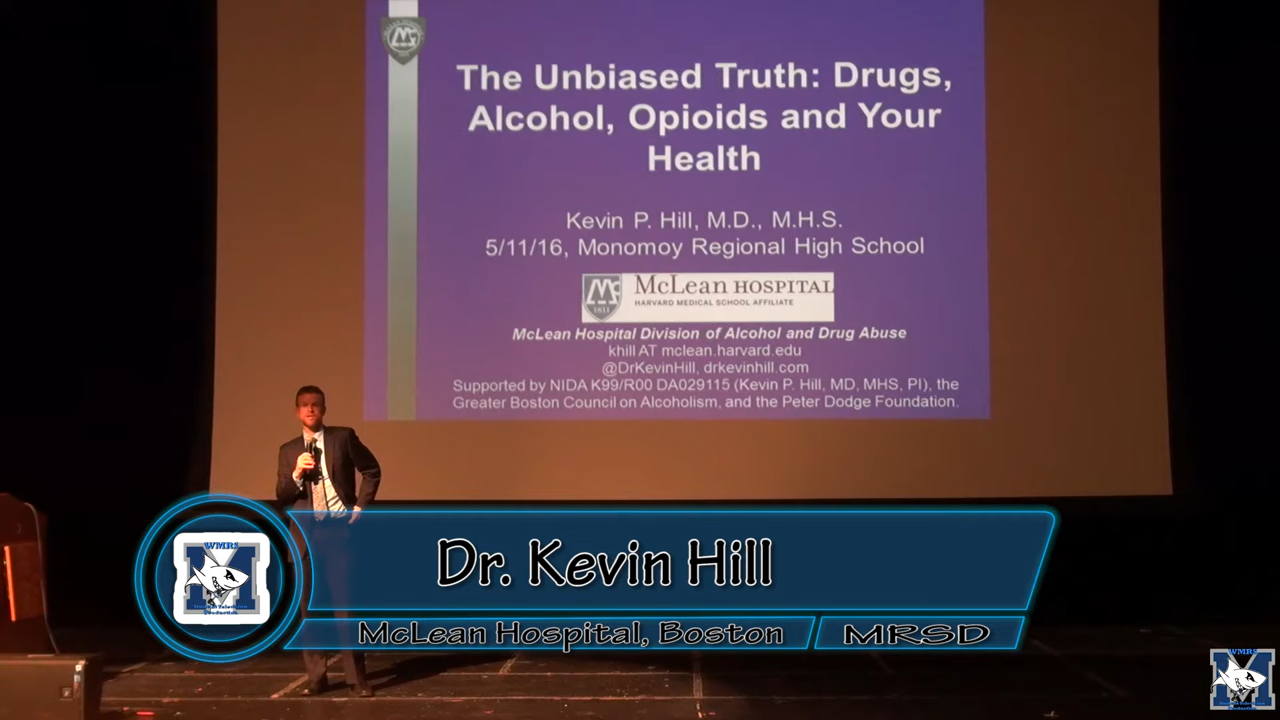 The Unbiased Truth: Drugs,
Alcohol, Opioids and Your
Health
Kevin P. Hill, M.D., M.H.S.
5/11/16, Monomoy Regional High School
McLean HOSPITAL
HARVARD MEDICAL SCHOOL AFFILIATE
1811
McLean Hospital Division of Alcohol and Drug Abuse
khill AT mclean.harvard.edu
@DrKevinHill, drkevinhill.com
Supported by NIDA K99/R00 DA029115 (Kevin P. Hill, MD, MHS, PI), the
Greater Boston Council on Alcoholism, and the Peter Dodge Foundation.
WMRS
Dr. Kevin Hill
McLean Hospital, Boston
MRSD
WMRS